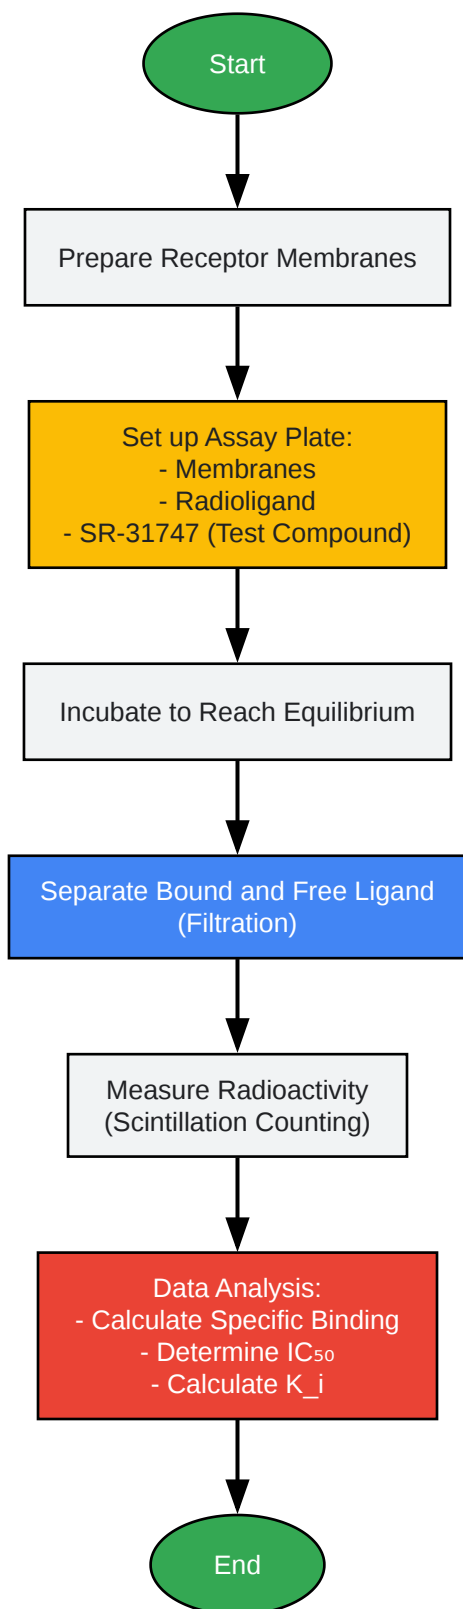 Start
Prepare Receptor Membranes
Set up Assay Plate:
- Membranes
- Radioligand
- SR-31747 (Test Compound)
Incubate to Reach Equilibrium
Separate Bound and Free Ligand
(Filtration)
Measure Radioactivity
(Scintillation Counting)
Data Analysis:
- Calculate Specific Binding
- Determine IC₅₀
- Calculate K_i
End